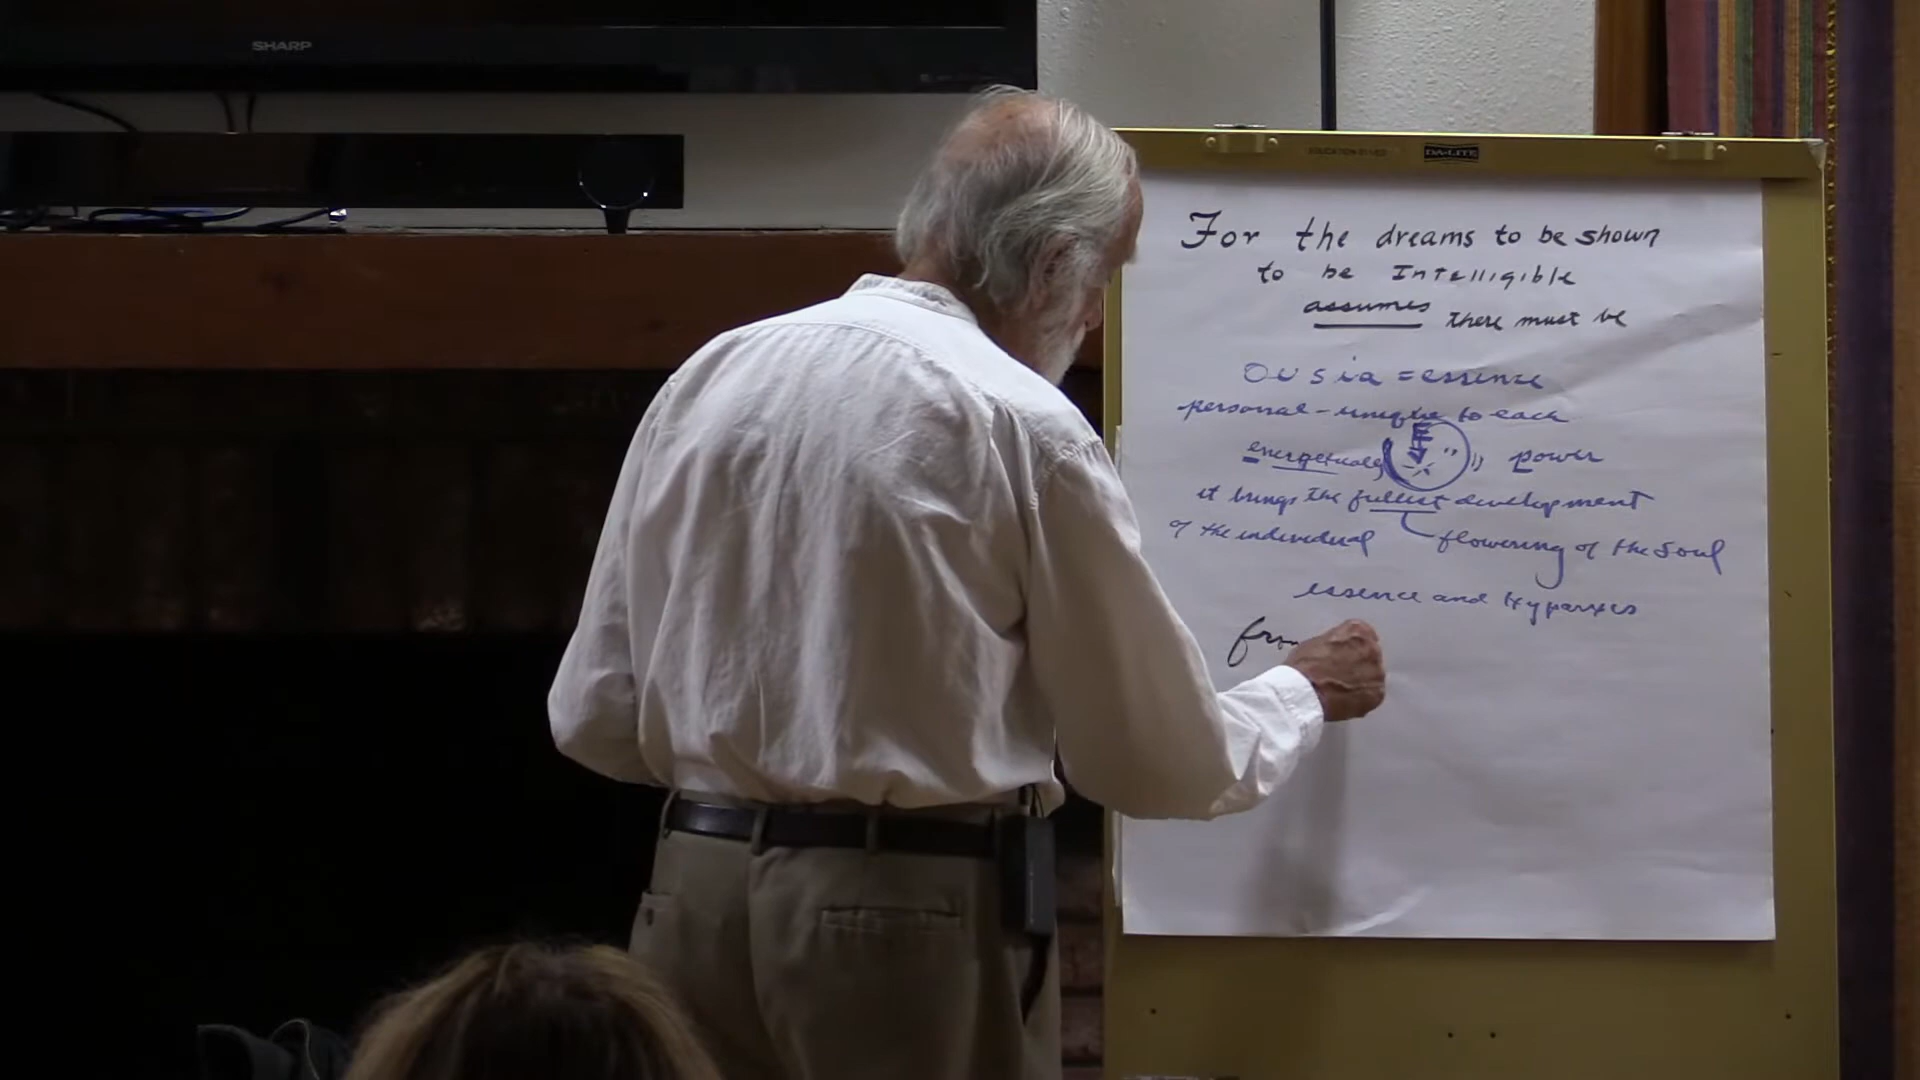 SHARP
DA-LITE
For the dreams to be shown
to be Intelligible
assumes there must be
Ousia = essence
personal - unique to each
energetically power
it brings the fullest development
of the individual flowering of the Soul
essence and Hyparxes
from